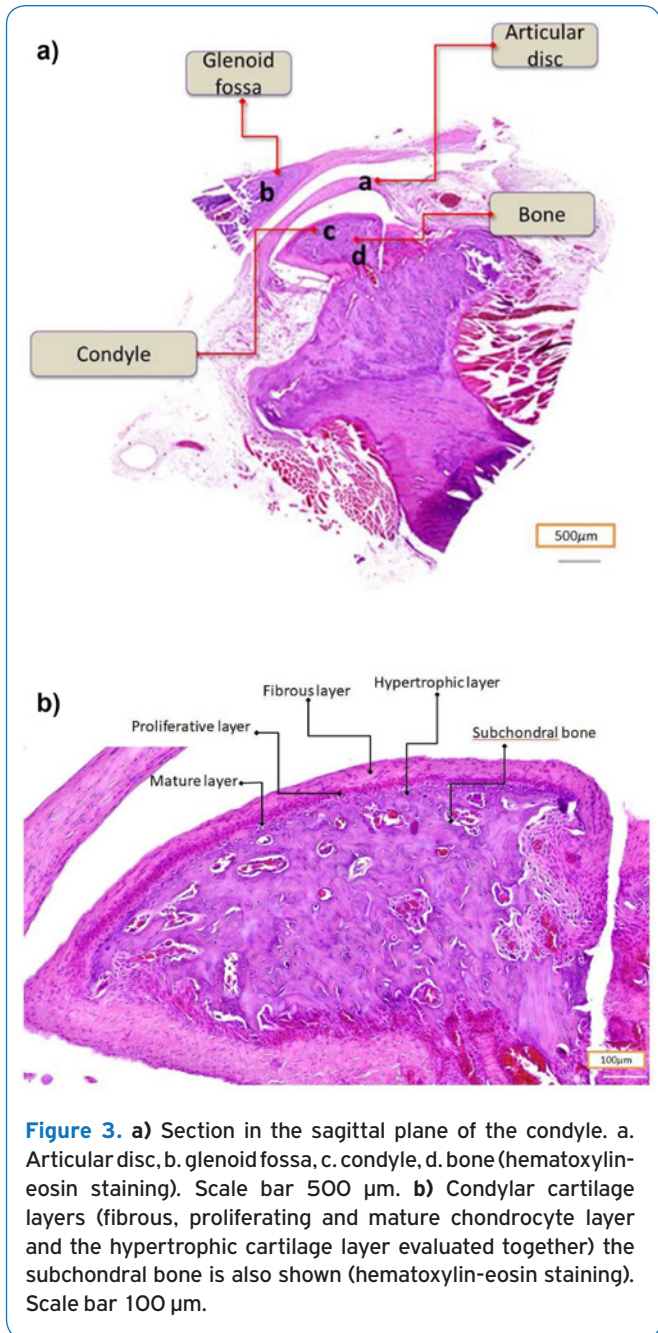 a)
Glenoid
fossa
Articular
disc
b
a
Bone
c
d
Condyle
500μm
b)
Fibrous layer
Hypertrophic layer
Proliferative layer
Subchondral bone
Mature layer
100μm
Figure 3. a) Section in the sagittal plane of the condyle. a.
Articular disc, b. glenoid fossa, c. condyle, d. bone (hematoxylin-
eosin staining). Scale bar 500 μm. b) Condylar cartilage
layers (fibrous, proliferating and mature chondrocyte layer
and the hypertrophic cartilage layer evaluated together) the
subchondral bone is also shown (hematoxylin-eosin staining).
Scale bar 100 μm.